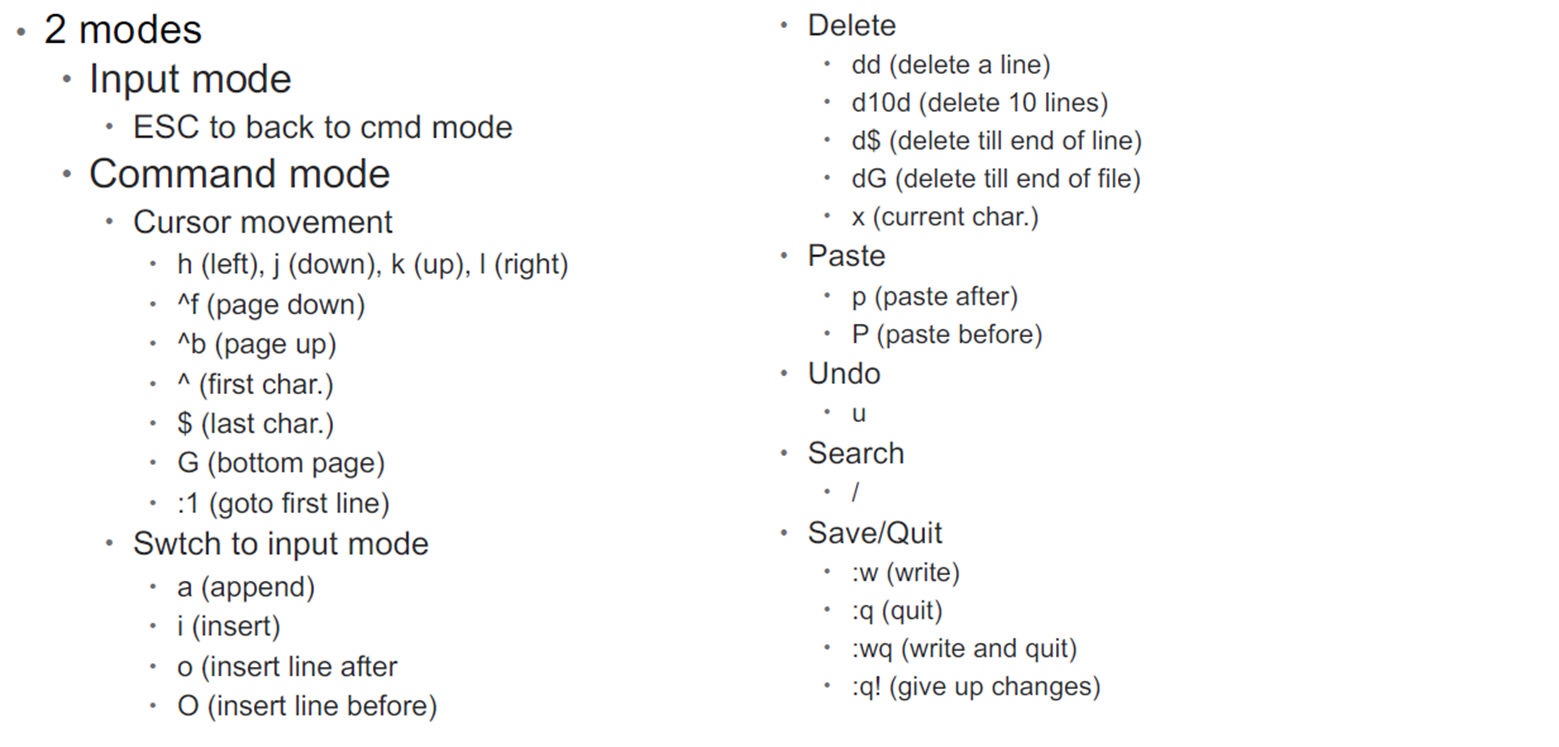 2 modes
Input mode
ESC to back to cmd mode
Command mode
Cursor movement
h (left), j (down), k (up), l (right)
^f (page down)
^b (page up)
^ (first char.)
$ (last char.)
G (bottom page)
:1 (goto first line)
Swtch to input mode
a (append)
i (insert)
o (insert line after
O (insert line before)
Delete
dd (delete a line)
d10d (delete 10 lines)
d$ (delete till end of line)
dG (delete till end of file)
x (current char.)
Paste
p (paste after)
P (paste before)
Undo
u
Search
/
Save/Quit
:w (write)
:q (quit)
:wq (write and quit)
:q! (give up changes)